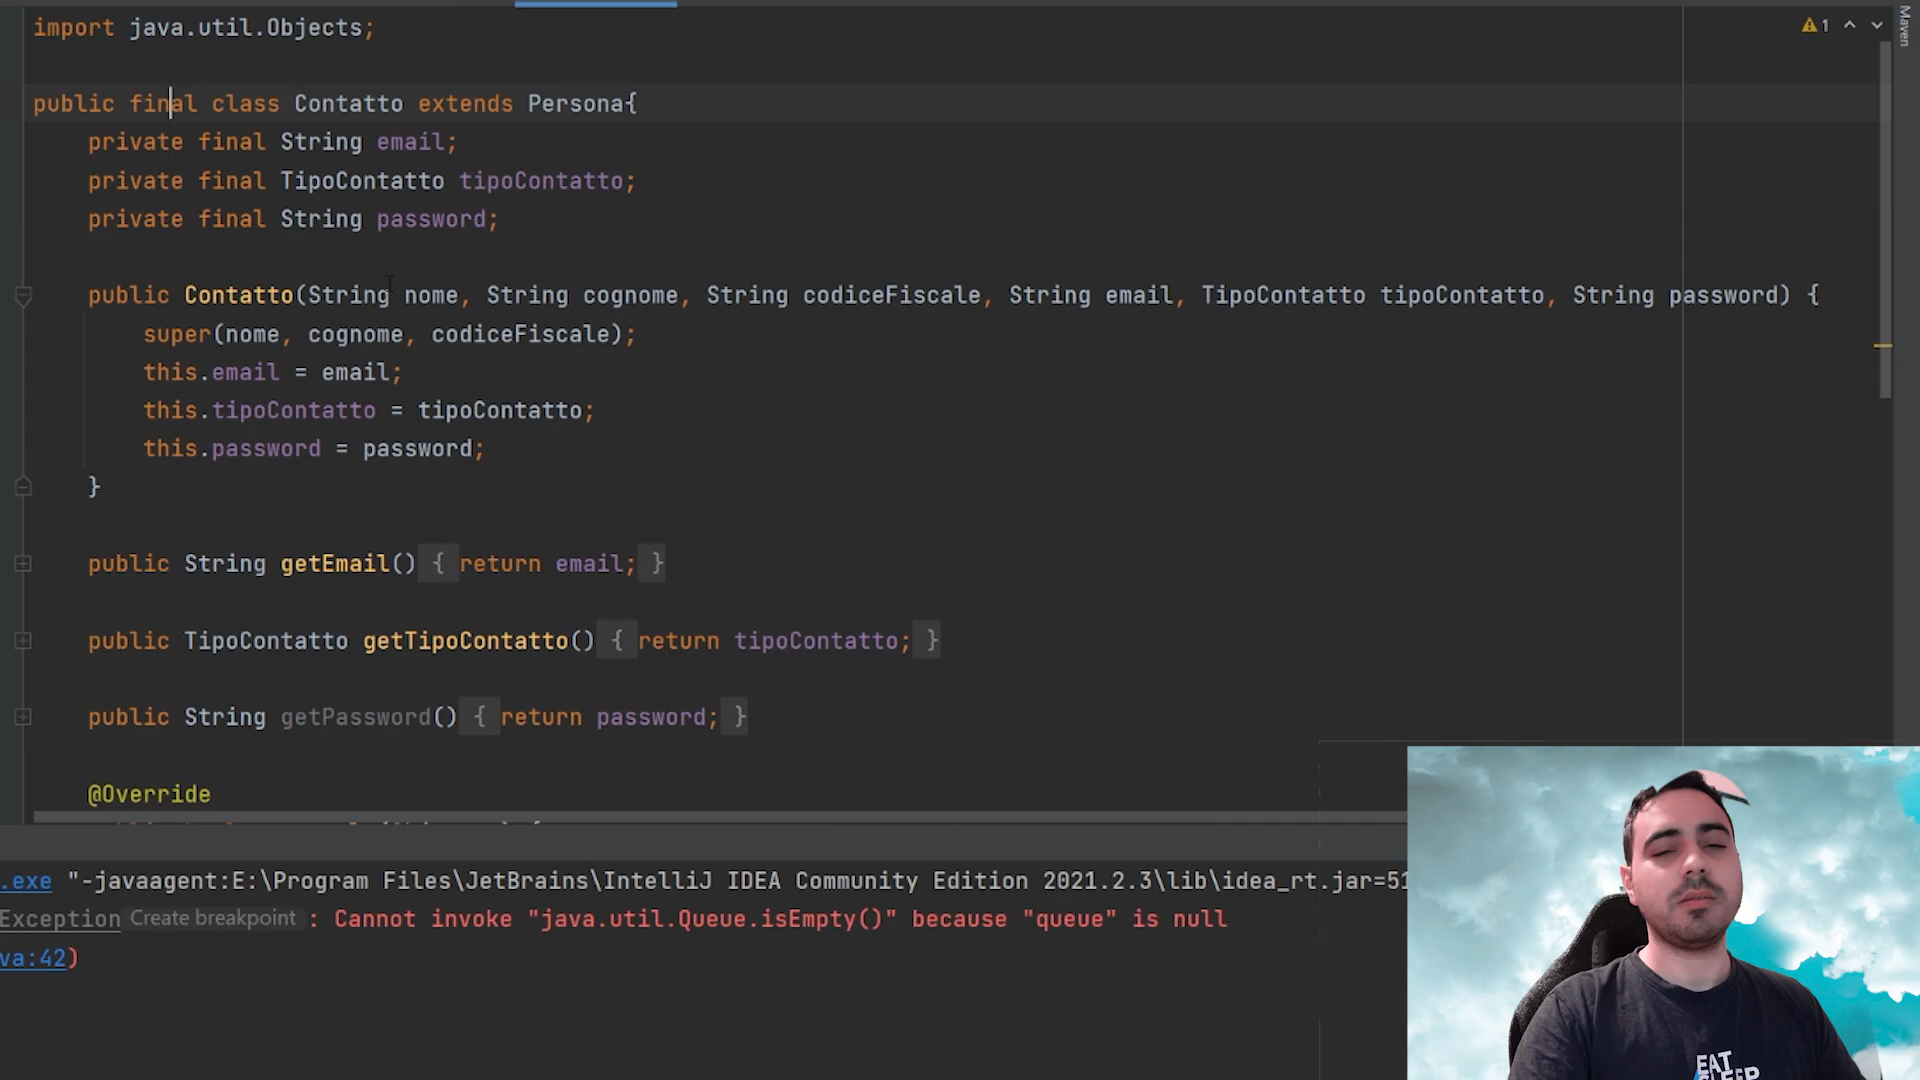 import java.util.Objects;
1
Maven
public final class Contatto extends Persona{
private final String email;
private final TipoContatto tipoContatto;
private final String password;
public Contatto(String nome, String cognome, String codiceFiscale, String email, TipoContatto tipoContatto, String password) {
super(nome, cognome, codiceFiscale);
this.email = email;
this.tipoContatto = tipoContatto;
this.password = password;
}
public String getEmail() { return email; }
public TipoContatto getTipoContatto() { return tipoContatto; }
public String getPassword() { return password; }
@Override
.exe "-javaagent:E:\Program Files\JetBrains\IntelliJ IDEA Community Edition 2021.2.3\lib\idea_rt.jar=51
Exception Create breakpoint : Cannot invoke "java.util.Queue.isEmpty()" because "queue" is null
va:42)
EAT
SLEEP